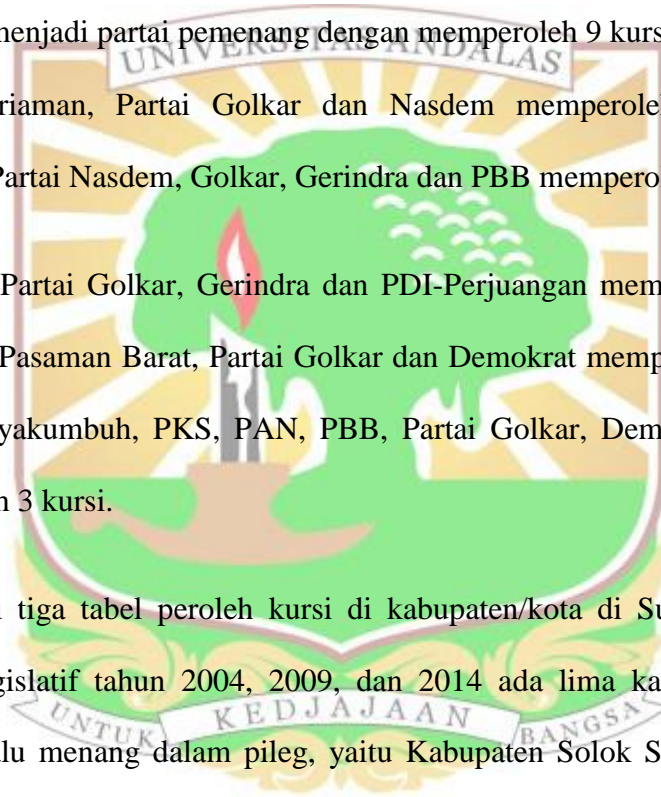 menjadi partai pemenang dengan memperoleh 9 kurs
UNIVERSITAS ANDALAS
riaman, Partai Golkar dan Nasdem memperoleh
Partai Nasdem, Golkar, Gerindra dan PBB mempero
Partai Golkar, Gerindra dan PDI-Perjuangan mem
Pasaman Barat, Partai Golkar dan Demokrat memp
yakumbuh, PKS, PAN, PBB, Partai Golkar, Dem
n 3 kursi.
i tiga tabel peroleh kursi di kabupaten/kota di Su
gislatif tahun 2004, 2009, dan 2014 ada lima ka
UNTUK KEDJAJAAN BANGSA
lu menang dalam pileg, yaitu Kabupaten Solok S